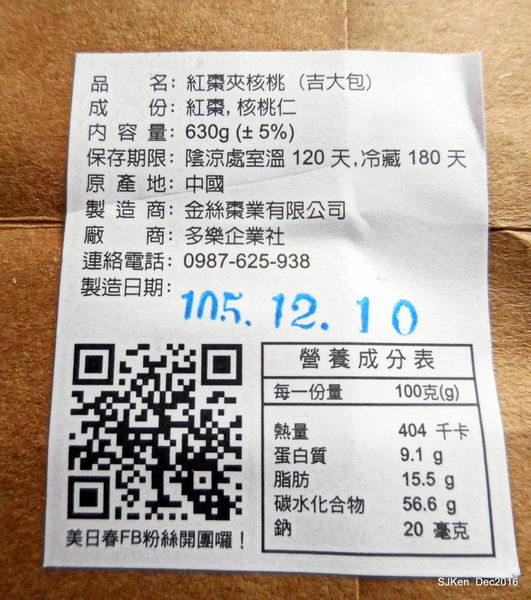 品名: 紅棗夾核桃 (吉大包)
成份: 紅棗, 核桃仁
內容量: 630g (± 5%)
保存期限: 陰涼處室溫 120 天, 冷藏 180 天
原產地: 中國
製造商: 金絲棗業有限公司
廠商: 多樂企業社
連絡電話: 0987-625-938
製造日期:
105.12.10
美日春FB粉絲開團囉!
營養成分表
每一份量 100克(g)
熱量 404 千卡
蛋白質 9.1 g
脂肪 15.5 g
碳水化合物 56.6 g
鈉 20 毫克
SJKen Dec2016